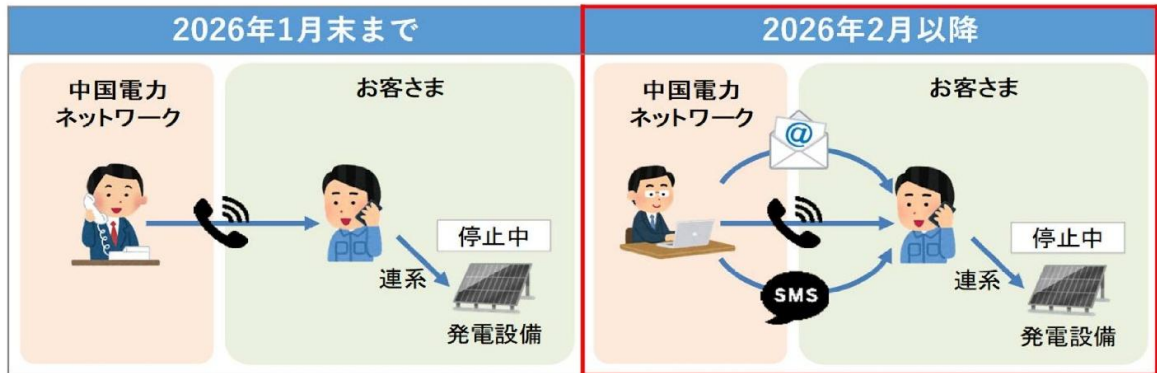 2026年1月末まで
中国電力
ネットワーク
お客さま
停止中
連系
発電設備
2026年2月以降
中国電力
ネットワーク
お客さま
@
SMS
停止中
連系
発電設備